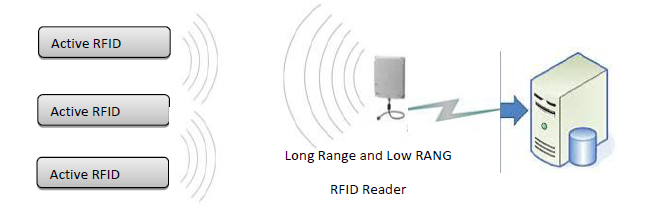 Active RFID
Active RFID
Active RFID
Long Range and Low RANG
RFID Reader